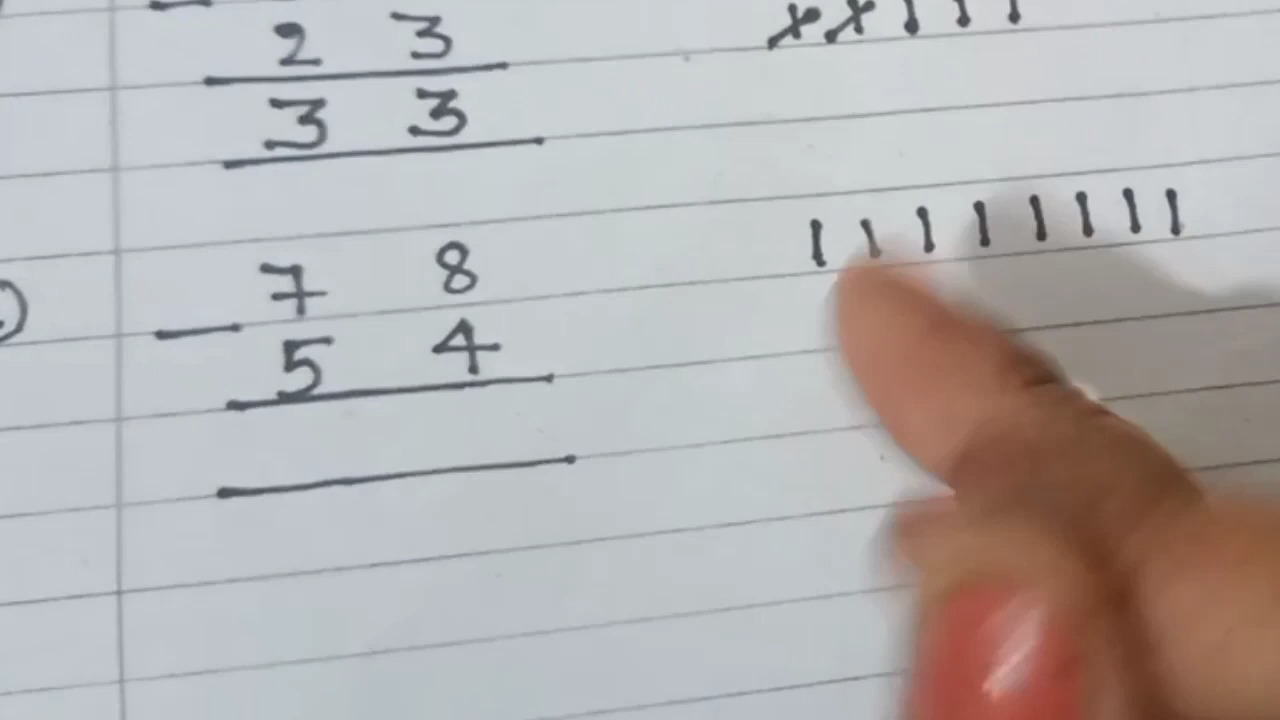 2 3 x x | | |
3 3
7 8 | | | | | | | |
— 5 4